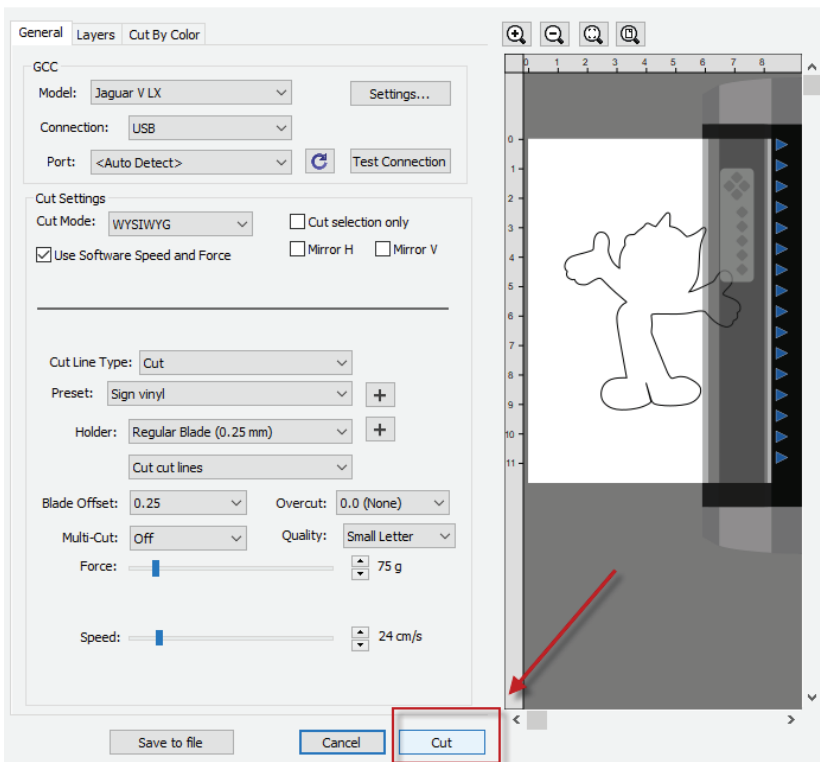 General Layers Cut By Color
GCC
Model: Jaguar V LX Settings...
Connection: USB
Port: <Auto Detect> Test Connection
Cut Settings
Cut Mode: WYSIWYG Cut selection only
Use Software Speed and Force Mirror H Mirror V
Cut Line Type: Cut
Preset: Sign vinyl +
Holder: Regular Blade (0.25 mm) +
Cut cut lines
Blade Offset: 0.25 Overcut: 0.0 (None)
Multi-Cut: Off Quality: Small Letter
Force: 75 g
Speed: 24 cm/s
Save to file Cancel Cut
0 1 2 3 4 5 6 7 8
0
1
2
3
4
5
6
7
8
9
10
11